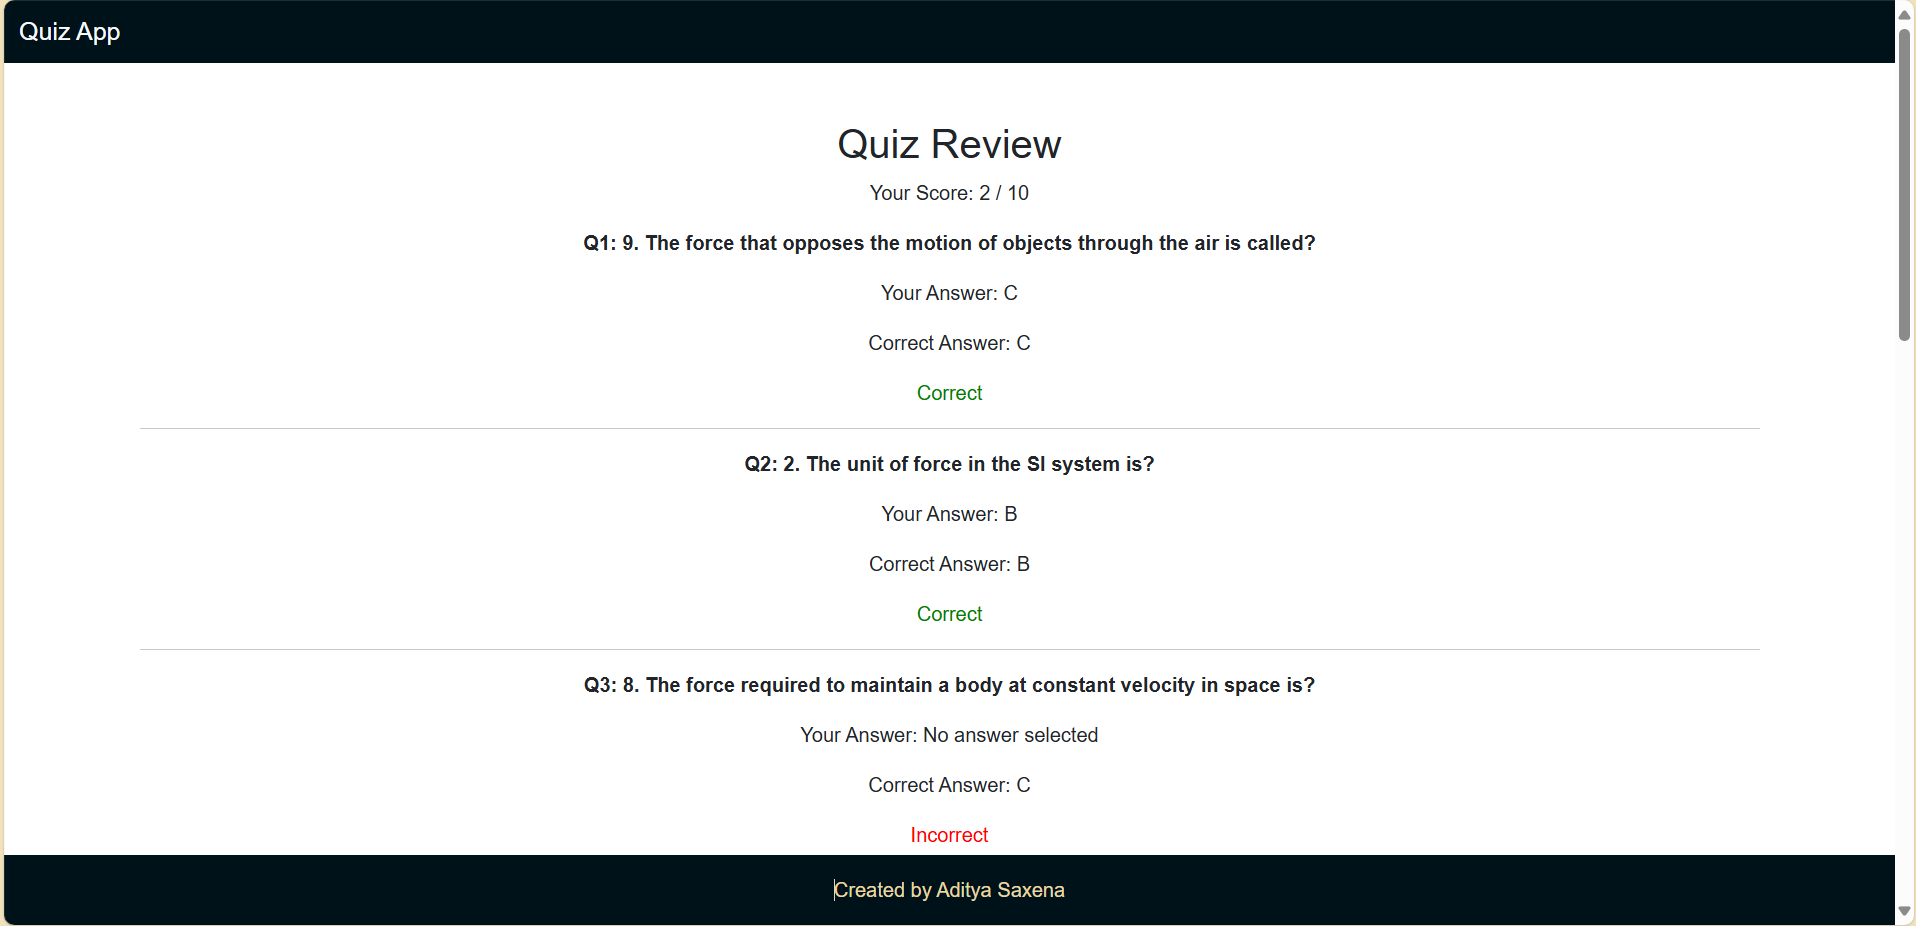 Quiz App
Quiz Review
Your Score: 2 / 10
Q1: 9. The force that opposes the motion of objects through the air is called?
Your Answer: C
Correct Answer: C
Correct
Q2: 2. The unit of force in the SI system is?
Your Answer: B
Correct Answer: B
Correct
Q3: 8. The force required to maintain a body at constant velocity in space is?
Your Answer: No answer selected
Correct Answer: C
Incorrect
Created by Aditya Saxena